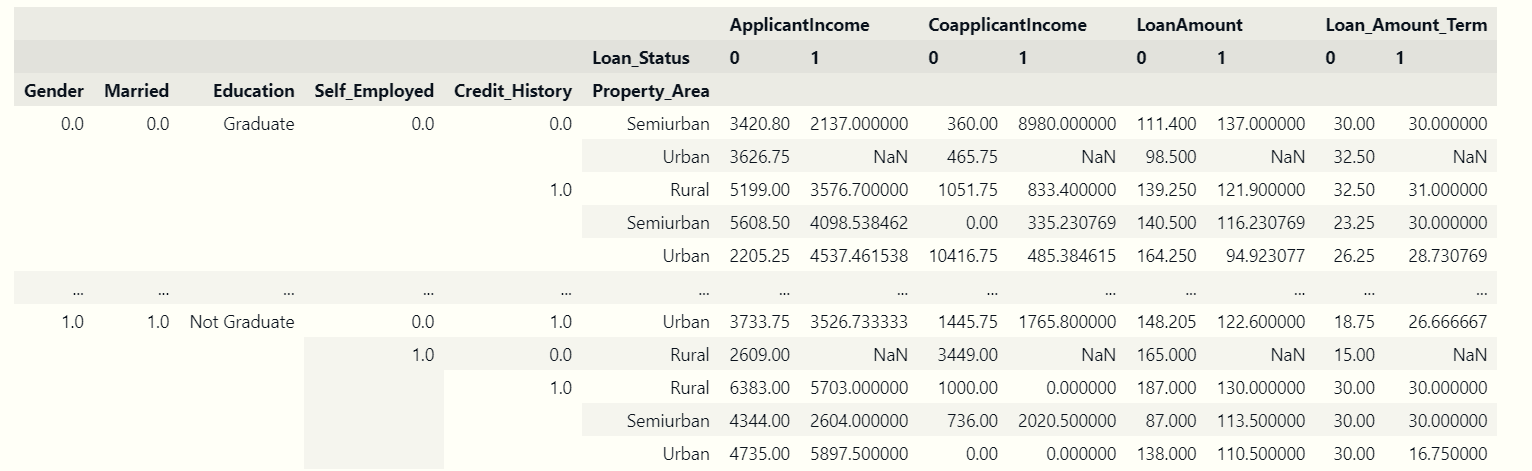 ApplicantIncome CoapplicantIncome LoanAmount Loan_Amount_Term
Loan_Status 0 1 0 1 0 1 0 1
Gender Married Education Self_Employed Credit_History Property_Area
0.0 0.0 Graduate 0.0 0.0 Semiurban 3420.80 2137.000000 360.00 8980.000000 111.400 137.000000 30.00 30.000000
Urban 3626.75 NaN 465.75 NaN 98.500 NaN 32.50 NaN
1.0 Rural 5199.00 3576.700000 1051.75 833.400000 139.250 121.900000 32.50 31.000000
Semiurban 5608.50 4098.538462 0.00 335.230769 140.500 116.230769 23.25 30.000000
Urban 2205.25 4537.461538 10416.75 485.384615 164.250 94.923077 26.25 28.730769
... ... ... ... ... ... ... ... ... ... ... ... ... ...
1.0 1.0 Not Graduate 0.0 1.0 Urban 3733.75 3526.733333 1445.75 1765.800000 148.205 122.600000 18.75 26.666667
1.0 0.0 Rural 2609.00 NaN 3449.00 NaN 165.000 NaN 15.00 NaN
1.0 Rural 6383.00 5703.000000 1000.00 0.000000 187.000 130.000000 30.00 30.000000
Semiurban 4344.00 2604.000000 736.00 2020.500000 87.000 113.500000 30.00 30.000000
Urban 4735.00 5897.500000 0.00 0.000000 138.000 110.500000 30.00 16.750000